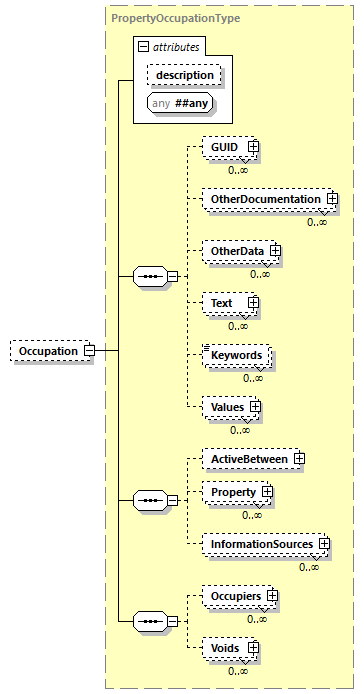 PropertyOccupationType
attributes
description
any ##any
GUID
0..∞
OtherDocumentation
0..∞
OtherData
0..∞
Text
0..∞
Keywords
0..∞
Values
0..∞
Occupation
ActiveBetween
Property
0..∞
InformationSources
0..∞
Occupiers
0..∞
Voids
0..∞